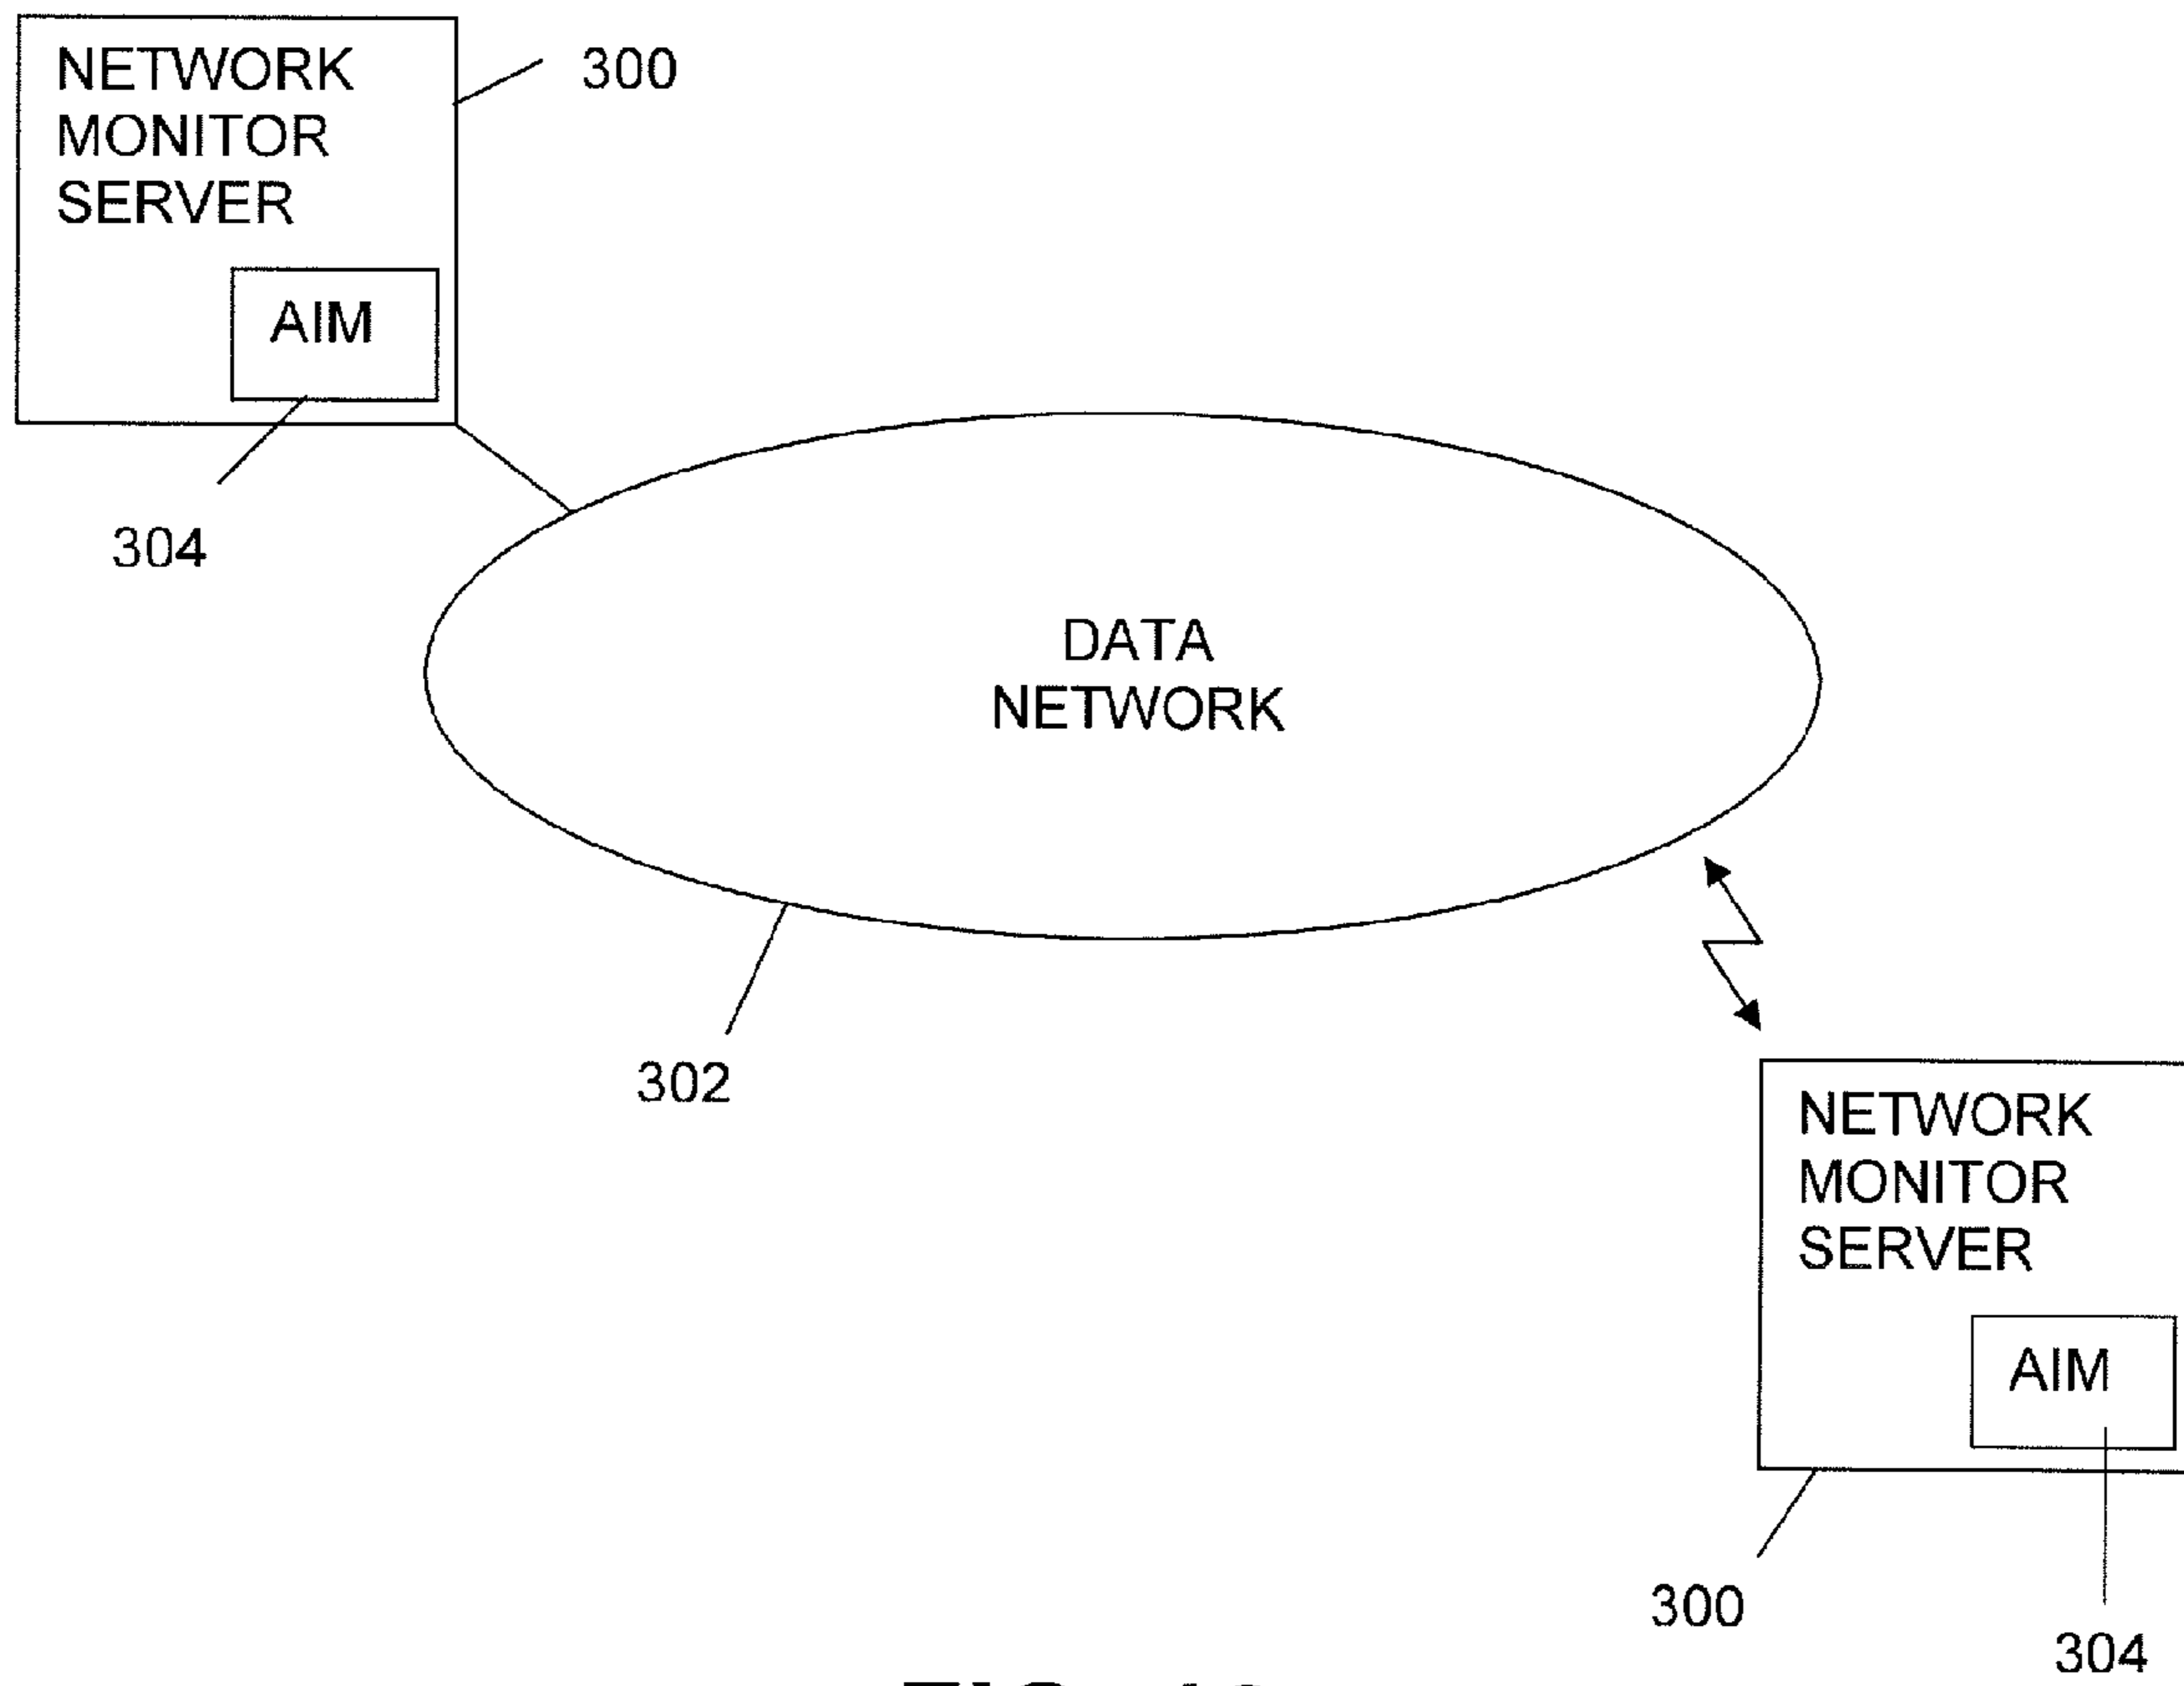 NETWORK
MONITOR
SERVER
300
AIM
304
DATA
NETWORK
302
NETWORK
MONITOR
SERVER
AIM
300
304